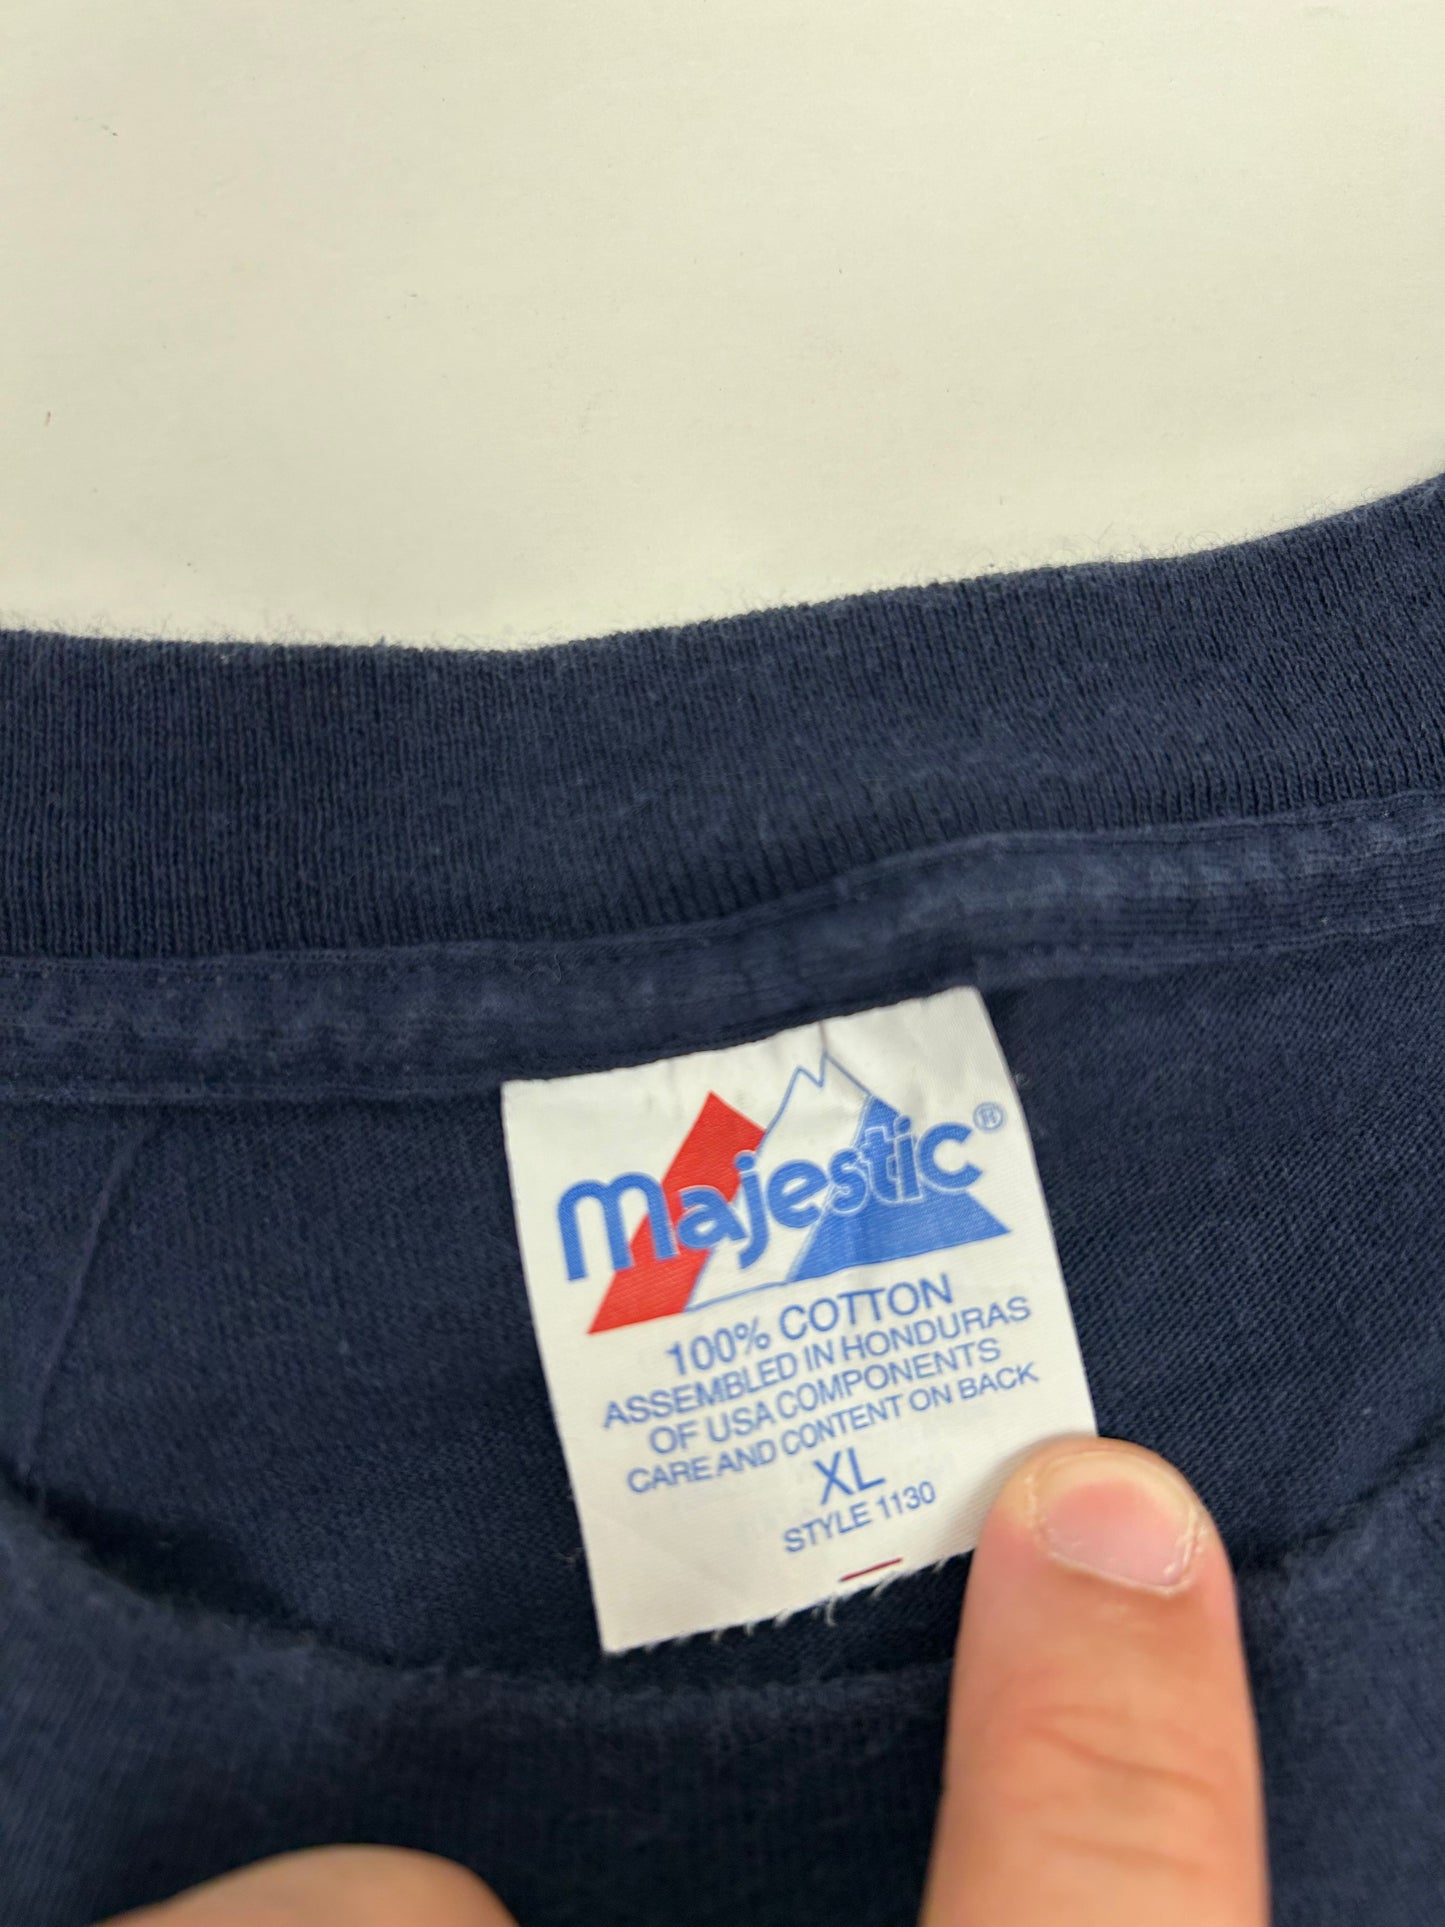 majestic®
100% COTTON
ASSEMBLED IN HONDURAS
OF USA COMPONENTS
CARE AND CONTENT ON BACK
XL
STYLE 1130